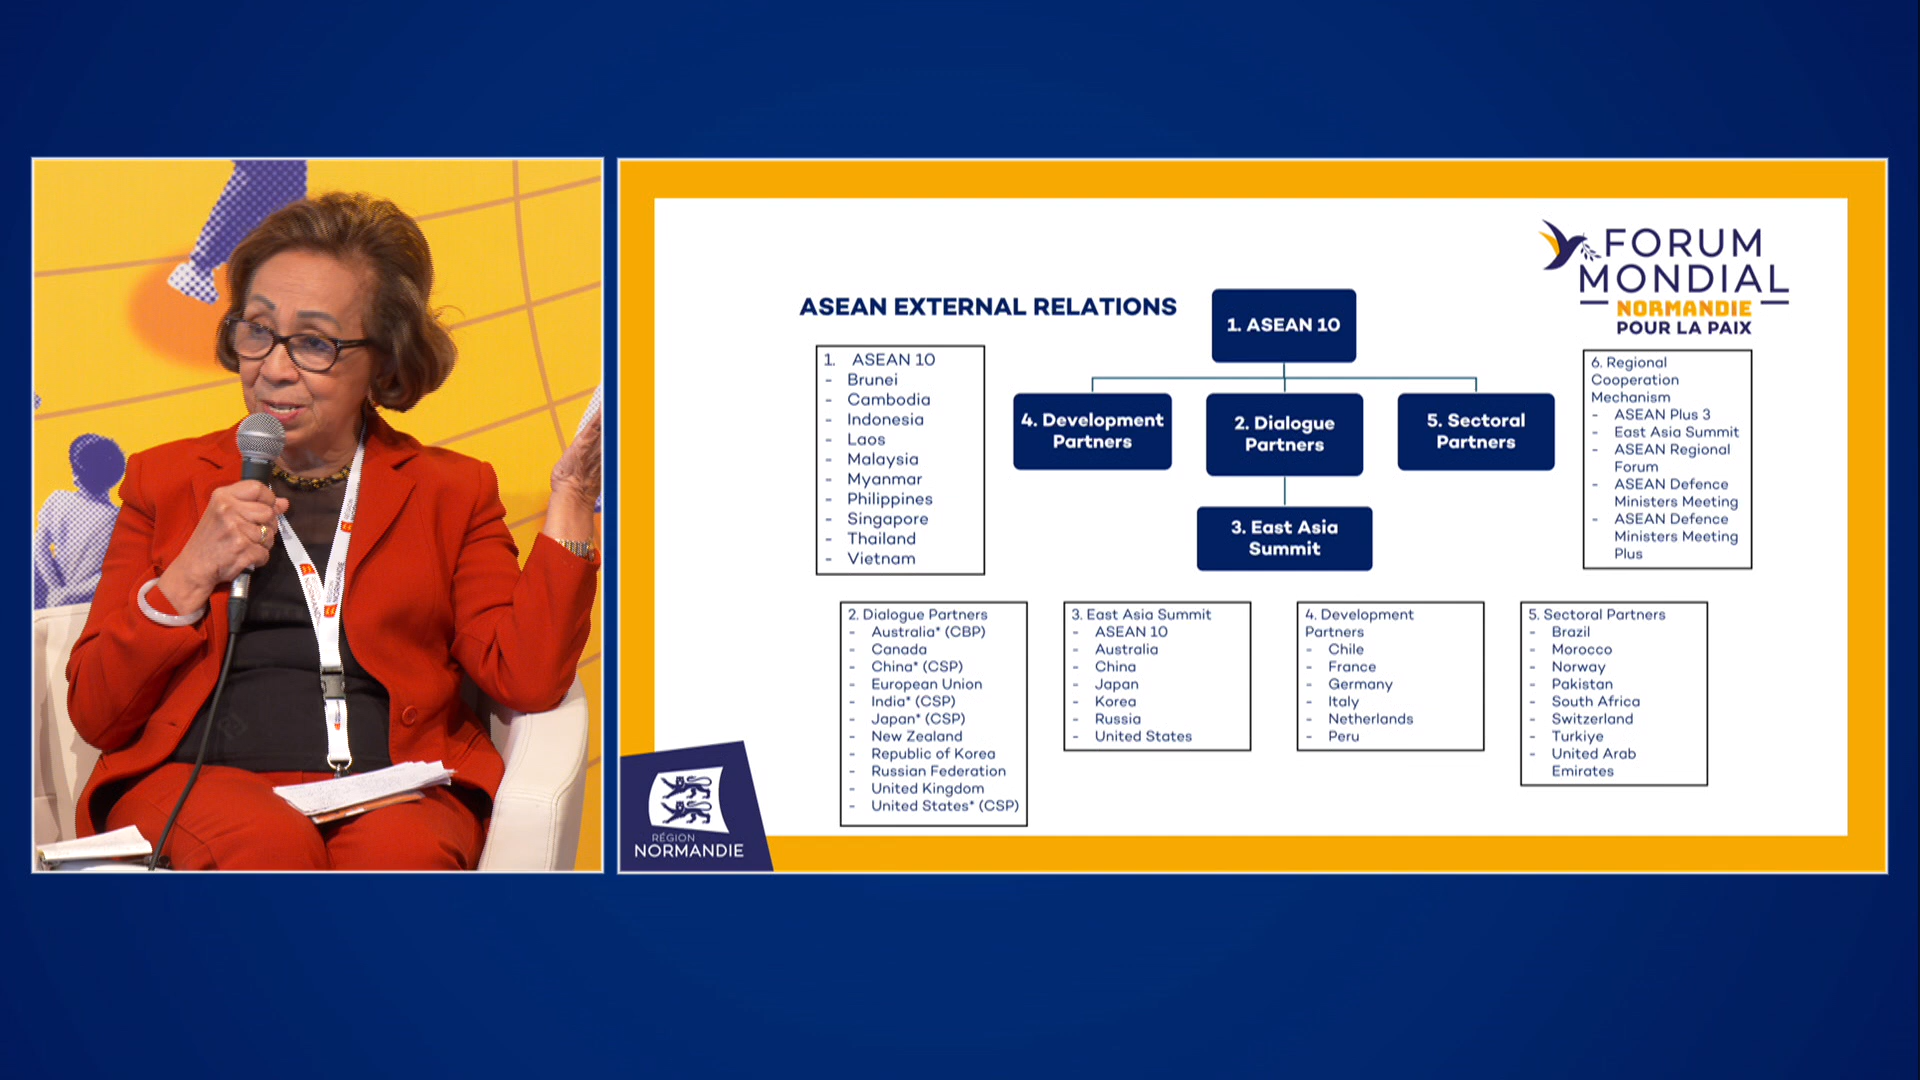 FORUM
MONDIAL
NORMANDIE
POUR LA PAIX
ASEAN EXTERNAL RELATIONS
1. ASEAN 10
4. Development
Partners
2. Dialogue
Partners
5. Sectoral
Partners
3. East Asia
Summit
1. ASEAN 10
- Brunei
- Cambodia
- Indonesia
- Laos
- Malaysia
- Myanmar
- Philippines
- Singapore
- Thailand
- Vietnam
6. Regional
Cooperation
Mechanism
- ASEAN Plus 3
- East Asia Summit
- ASEAN Regional
Forum
- ASEAN Defence
Ministers Meeting
- ASEAN Defence
Ministers Meeting
Plus
2. Dialogue Partners
- Australia* (CBP)
- Canada
- China* (CSP)
- European Union
- India* (CSP)
- Japan* (CSP)
- New Zealand
- Republic of Korea
- Russian Federation
- United Kingdom
- United States* (CSP)
3. East Asia Summit
- ASEAN 10
- Australia
- China
- Japan
- Korea
- Russia
- United States
4. Development
Partners
- Chile
- France
- Germany
- Italy
- Netherlands
- Peru
5. Sectoral Partners
- Brazil
- Morocco
- Norway
- Pakistan
- South Africa
- Switzerland
- Turkiye
- United Arab
Emirates
RÉGION
NORMANDIE